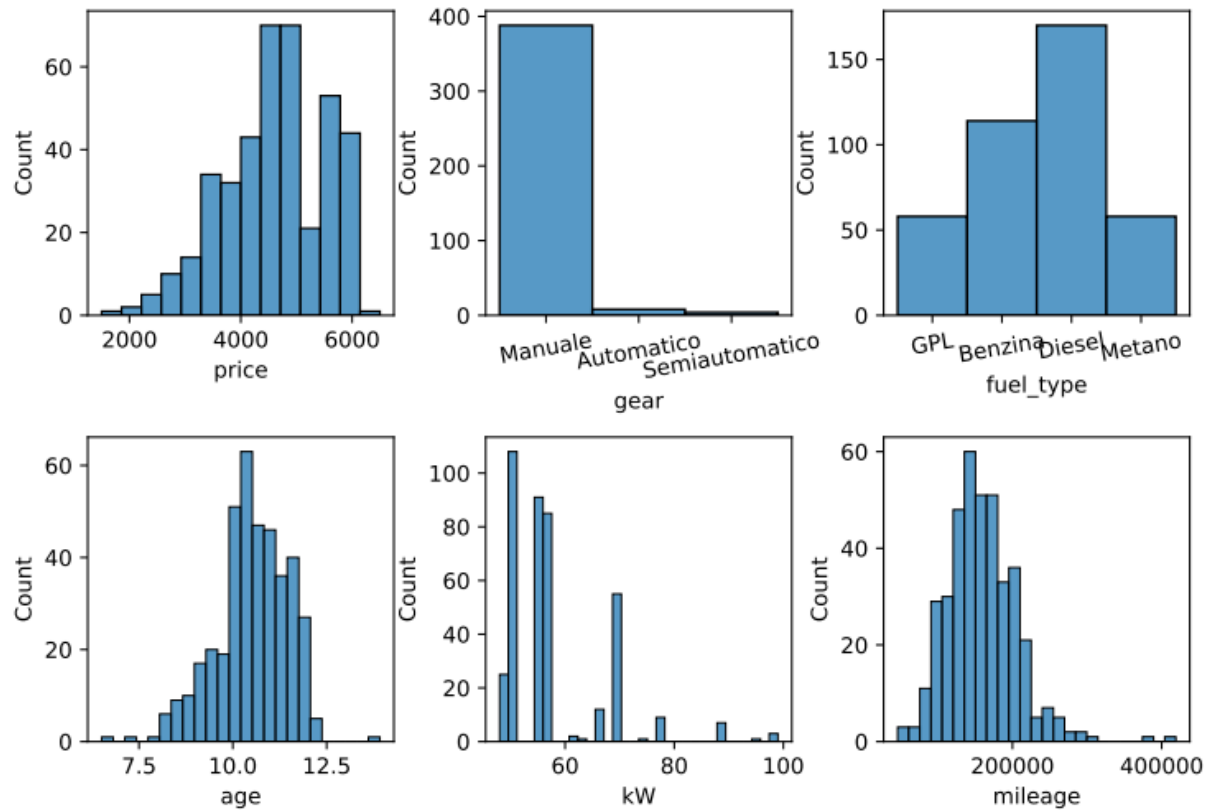 60
40
20
0
Count
2000 4000 6000
price
400
300
200
100
0
Count
Manuale Automatico Semiautomatico
gear
150
100
50
0
Count
GPL Benzina Diesel Metano
fuel_type
60
40
20
0
Count
7.5 10.0 12.5
age
100
80
60
40
20
0
Count
60 80 100
kW
60
40
20
0
Count
200000 400000
mileage